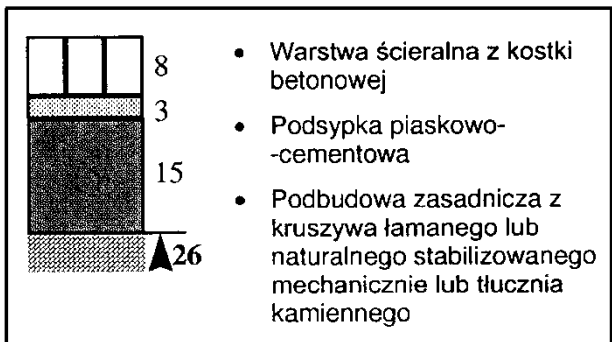 8
3
15
26
• Warstwa ścieralna z kostki
betonowej
• Podsypka piaskowo-
-cementowa
• Podbudowa zasadnicza z
kruszywa łamanego lub
naturalnego stabilizowanego
mechanicznie lub tłucznia
kamiennego